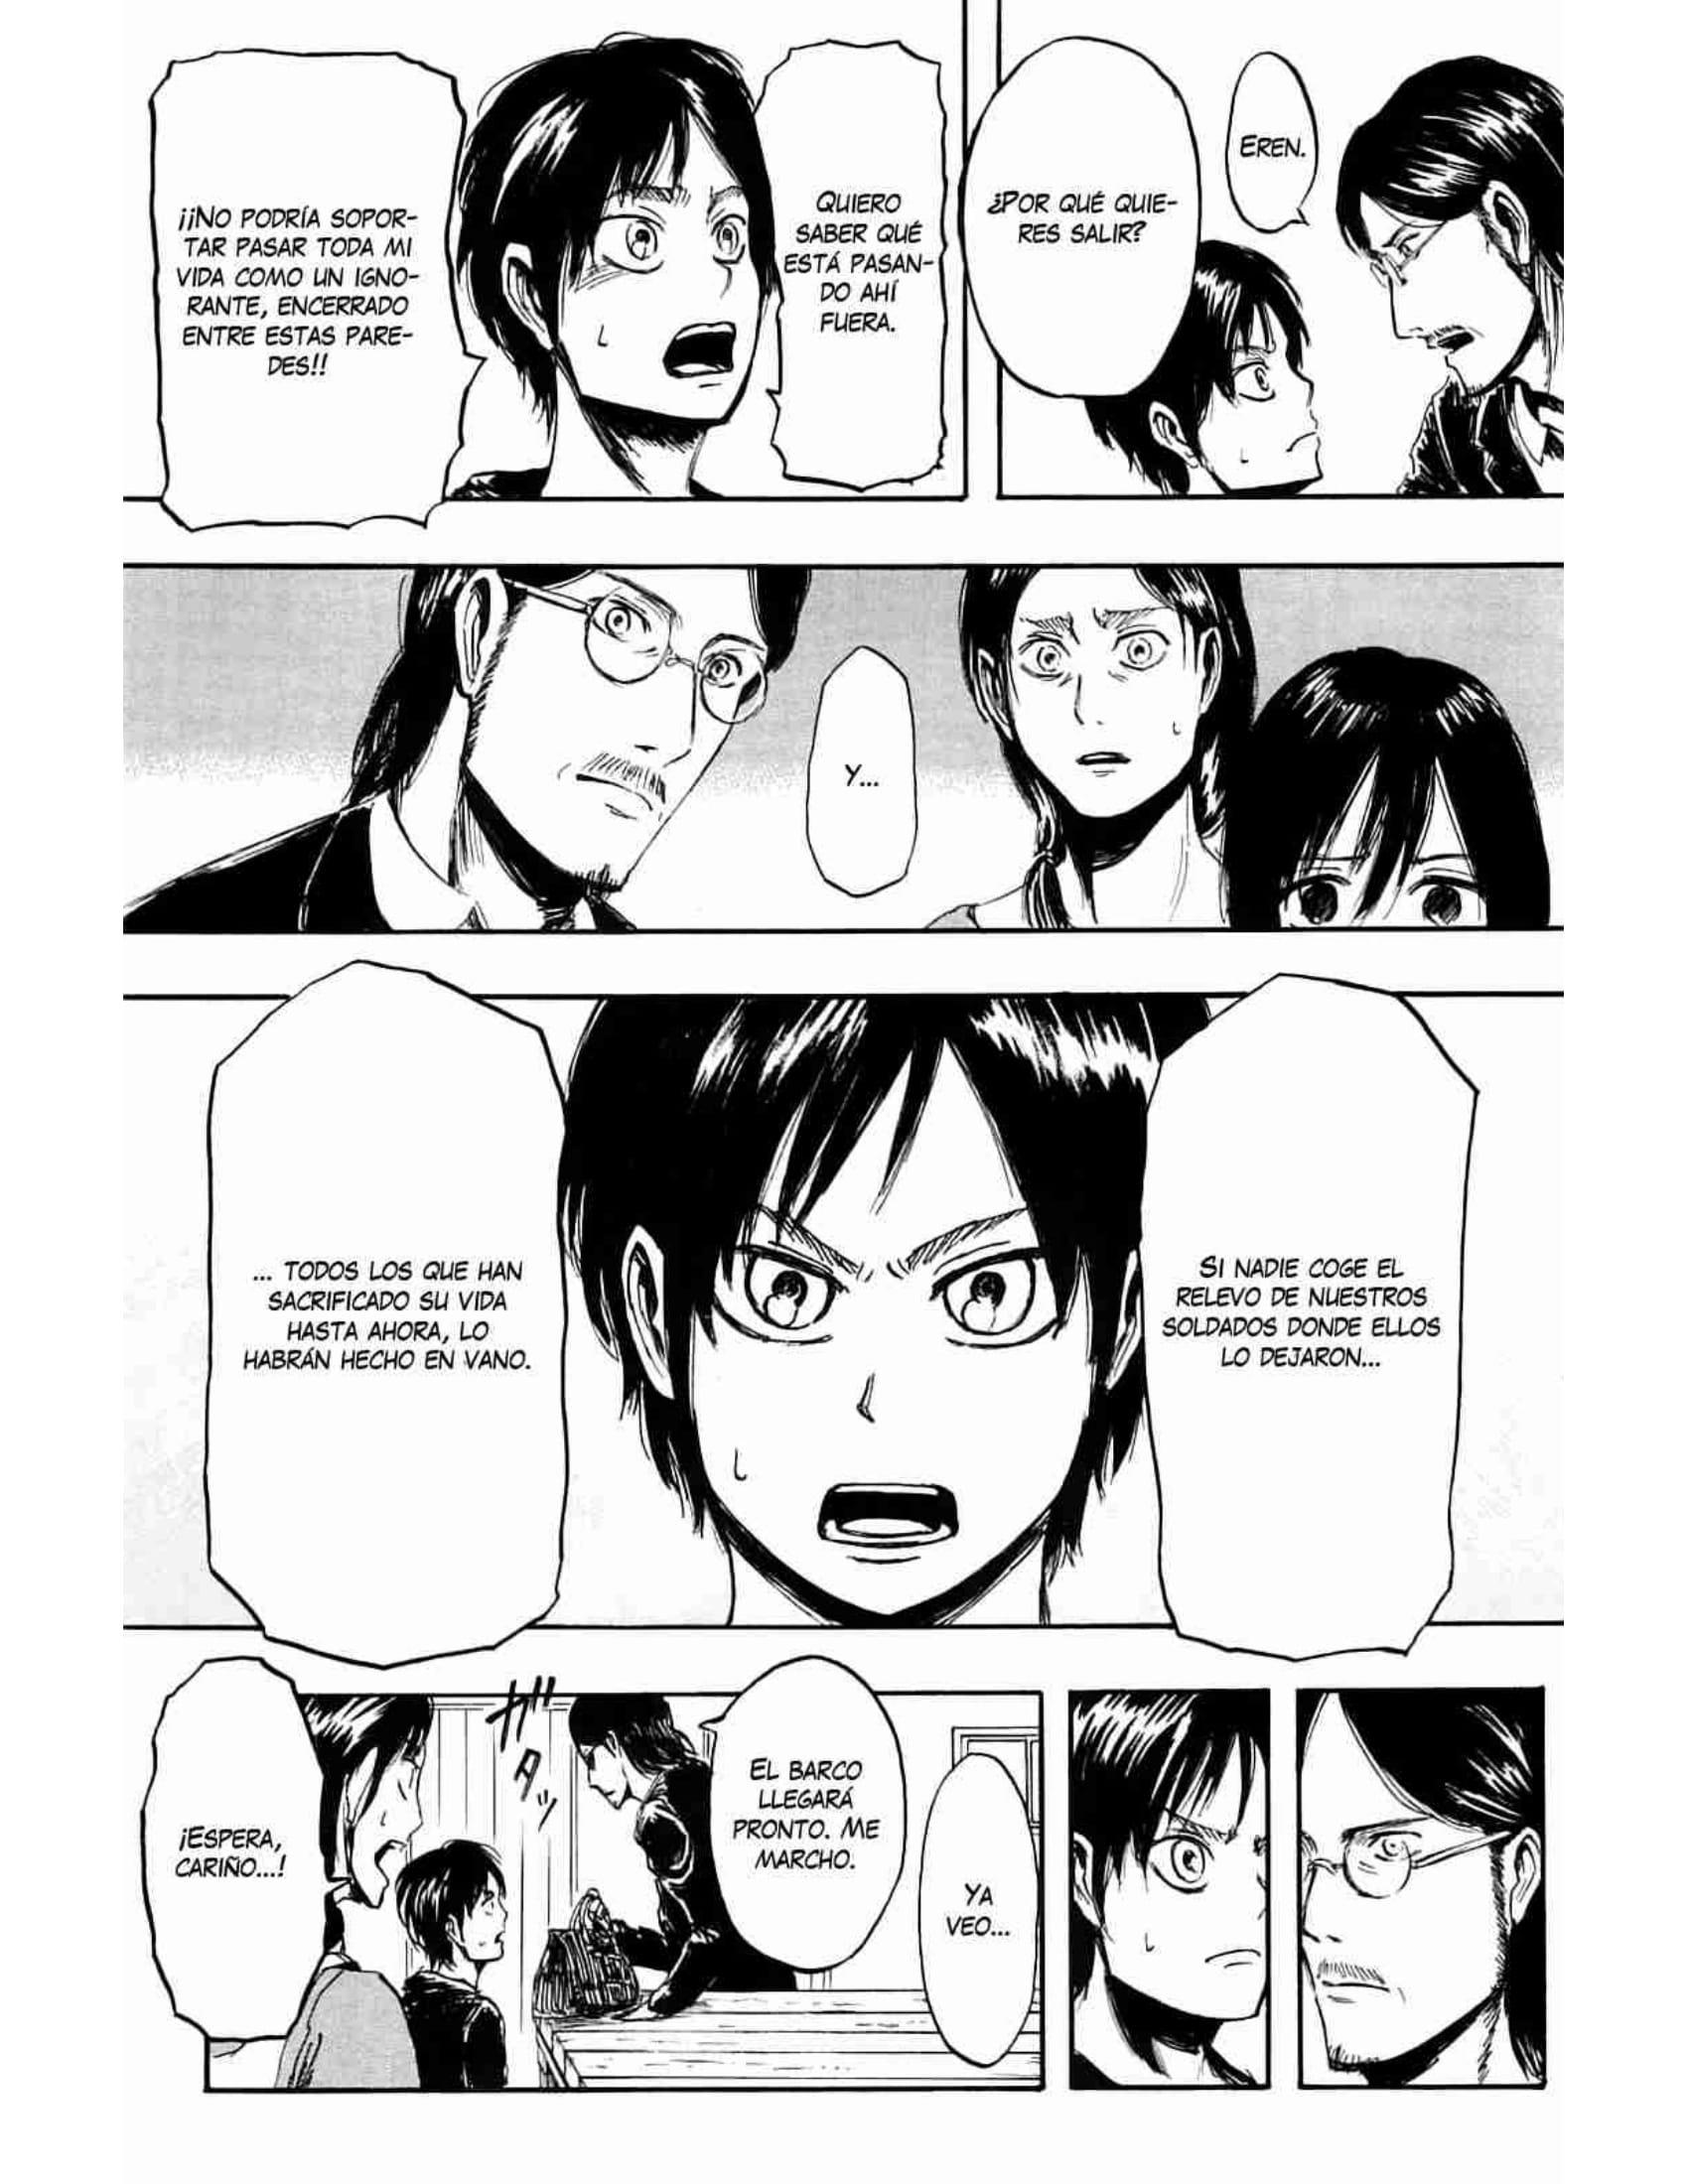 EREN.
¿POR QUÉ QUIE-
RES SALIR?
QUIERO
SABER QUÉ
ESTÁ PASAN-
DO AHÍ
FUERA.
¡¡NO PODRÍA SOPOR-
TAR PASAR TODA MI
VIDA COMO UN IGNO-
RANTE, ENCERRADO
ENTRE ESTAS PARE-
DES!!
Y...
SI NADIE COGE EL
RELEVO DE NUESTROS
SOLDADOS DONDE ELLOS
LO DEJARON...
... TODOS LOS QUE HAN
SACRIFICADO SU VIDA
HASTA AHORA, LO
HABRÁN HECHO EN VANO.
YA
VEO...
EL BARCO
LLEGARÁ
PRONTO. ME
MARCHO.
ガタッ
¡ESPERA,
CARIÑO...!